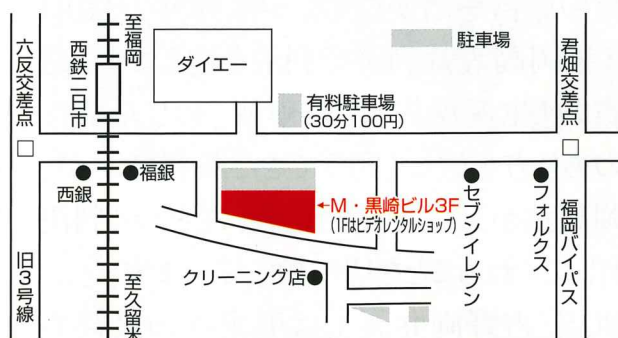 六反交差点
西鉄二日市
至福岡
ダイエー
駐車場
有料駐車場
(30分100円)
君畑交差点
西銀
福銀
M・黒崎ビル3F
(1Fはビデオレンタルショップ)
セブンイレブン
フォルクス
福岡バイパス
クリーニング店
旧3号線
至久留米